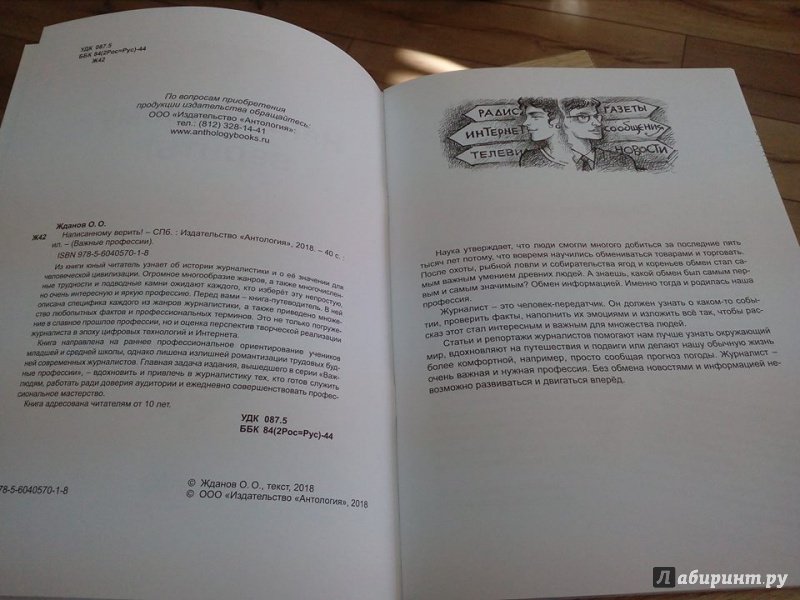 УДК 087.5
ББК 84(2Рос=Рус)-44
Ж42
По вопросам приобретения
продукции издательства обращайтесь:
ООО «Издательство «Антология»:
тел.: (812) 328-14-41
www.anthologybooks.ru
Жданов О. О.
Ж42 Написанному верить! – СПб. : Издательство «Антология», 2018. – 40 с. :
ил. – (Важные профессии).
ISBN 978-5-6040570-1-8
Из книги юный читатель узнает об истории журналистики и о её значении для
человеческой цивилизации. Огромное многообразие жанров, а также многочислен-
ные трудности и подводные камни ожидают каждого, кто изберёт эту непростую,
но очень интересную и яркую профессию. Перед вами – книга-путеводитель. В ней
описана специфика каждого из жанров журналистики, а также приведено множе-
ство любопытных фактов и профессиональных терминов. Это не только погруже-
ние в славное прошлое профессии, но и оценка перспектив творческой реализации
журналиста в эпоху цифровых технологий и Интернета.
Книга направлена на раннее профессиональное ориентирование учеников
младшей и средней школы, однако лишена излишней романтизации трудовых буд-
ней современных журналистов. Главная задача издания, вышедшего в серии «Важ-
ные профессии», – вдохновить и привлечь в журналистику тех, кто готов служить
людям, работать ради доверия аудитории и ежедневно совершенствовать профес-
сиональное мастерство.
Книга адресована читателям от 10 лет.
УДК 087.5
ББК 84(2Рос=Рус)-44
78-5-6040570-1-8
© Жданов О. О., текст, 2018
© ООО «Издательство «Антология», 2018
РАДИО
ИНТЕРНЕТ
ТЕЛЕВИ
ГАЗЕТЫ
СООБЩЕНИЯ
НОВОСТИ
Наука утверждает, что люди смогли многого добиться за последние пять
тысяч лет потому, что вовремя научились обмениваться товарами и торговать.
После охоты, рыбной ловли и собирательства ягод и кореньев обмен стал са-
мым важным умением древних людей. А знаешь, какой обмен был самым пер-
вым и самым значимым? Обмен информацией. Именно тогда и родилась наша
профессия.
Журналист – это человек-передатчик. Он должен узнать о каком-то собы-
тии, проверить факты, наполнить их эмоциями и изложить всё так, чтобы рас-
сказ этот стал интересным и важным для множества людей.
Статьи и репортажи журналистов помогают нам лучше узнать окружающий
мир, вдохновляют на путешествия и подвиги или делают нашу обычную жизнь
более комфортной, например, просто сообщая прогноз погоды. Журналист –
очень важная и нужная профессия. Без обмена новостями и информацией не-
возможно развиваться и двигаться вперёд.
Лабиринт.ру